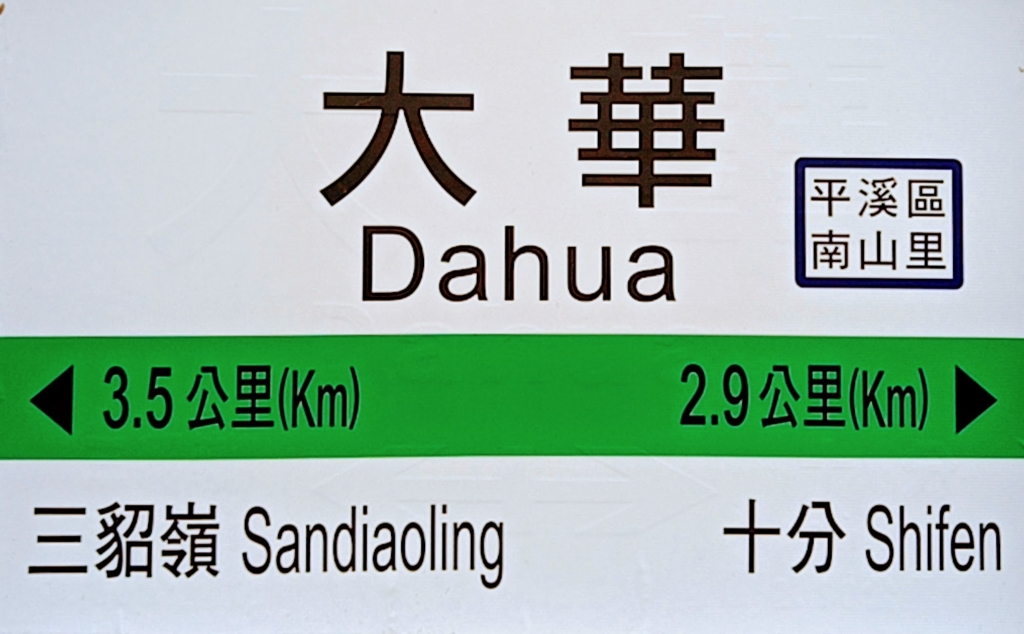 大華
Dahua
平溪區
南山里
3.5公里(Km)
2.9公里(Km)
三貂嶺 Sandiaoling
十分 Shifen